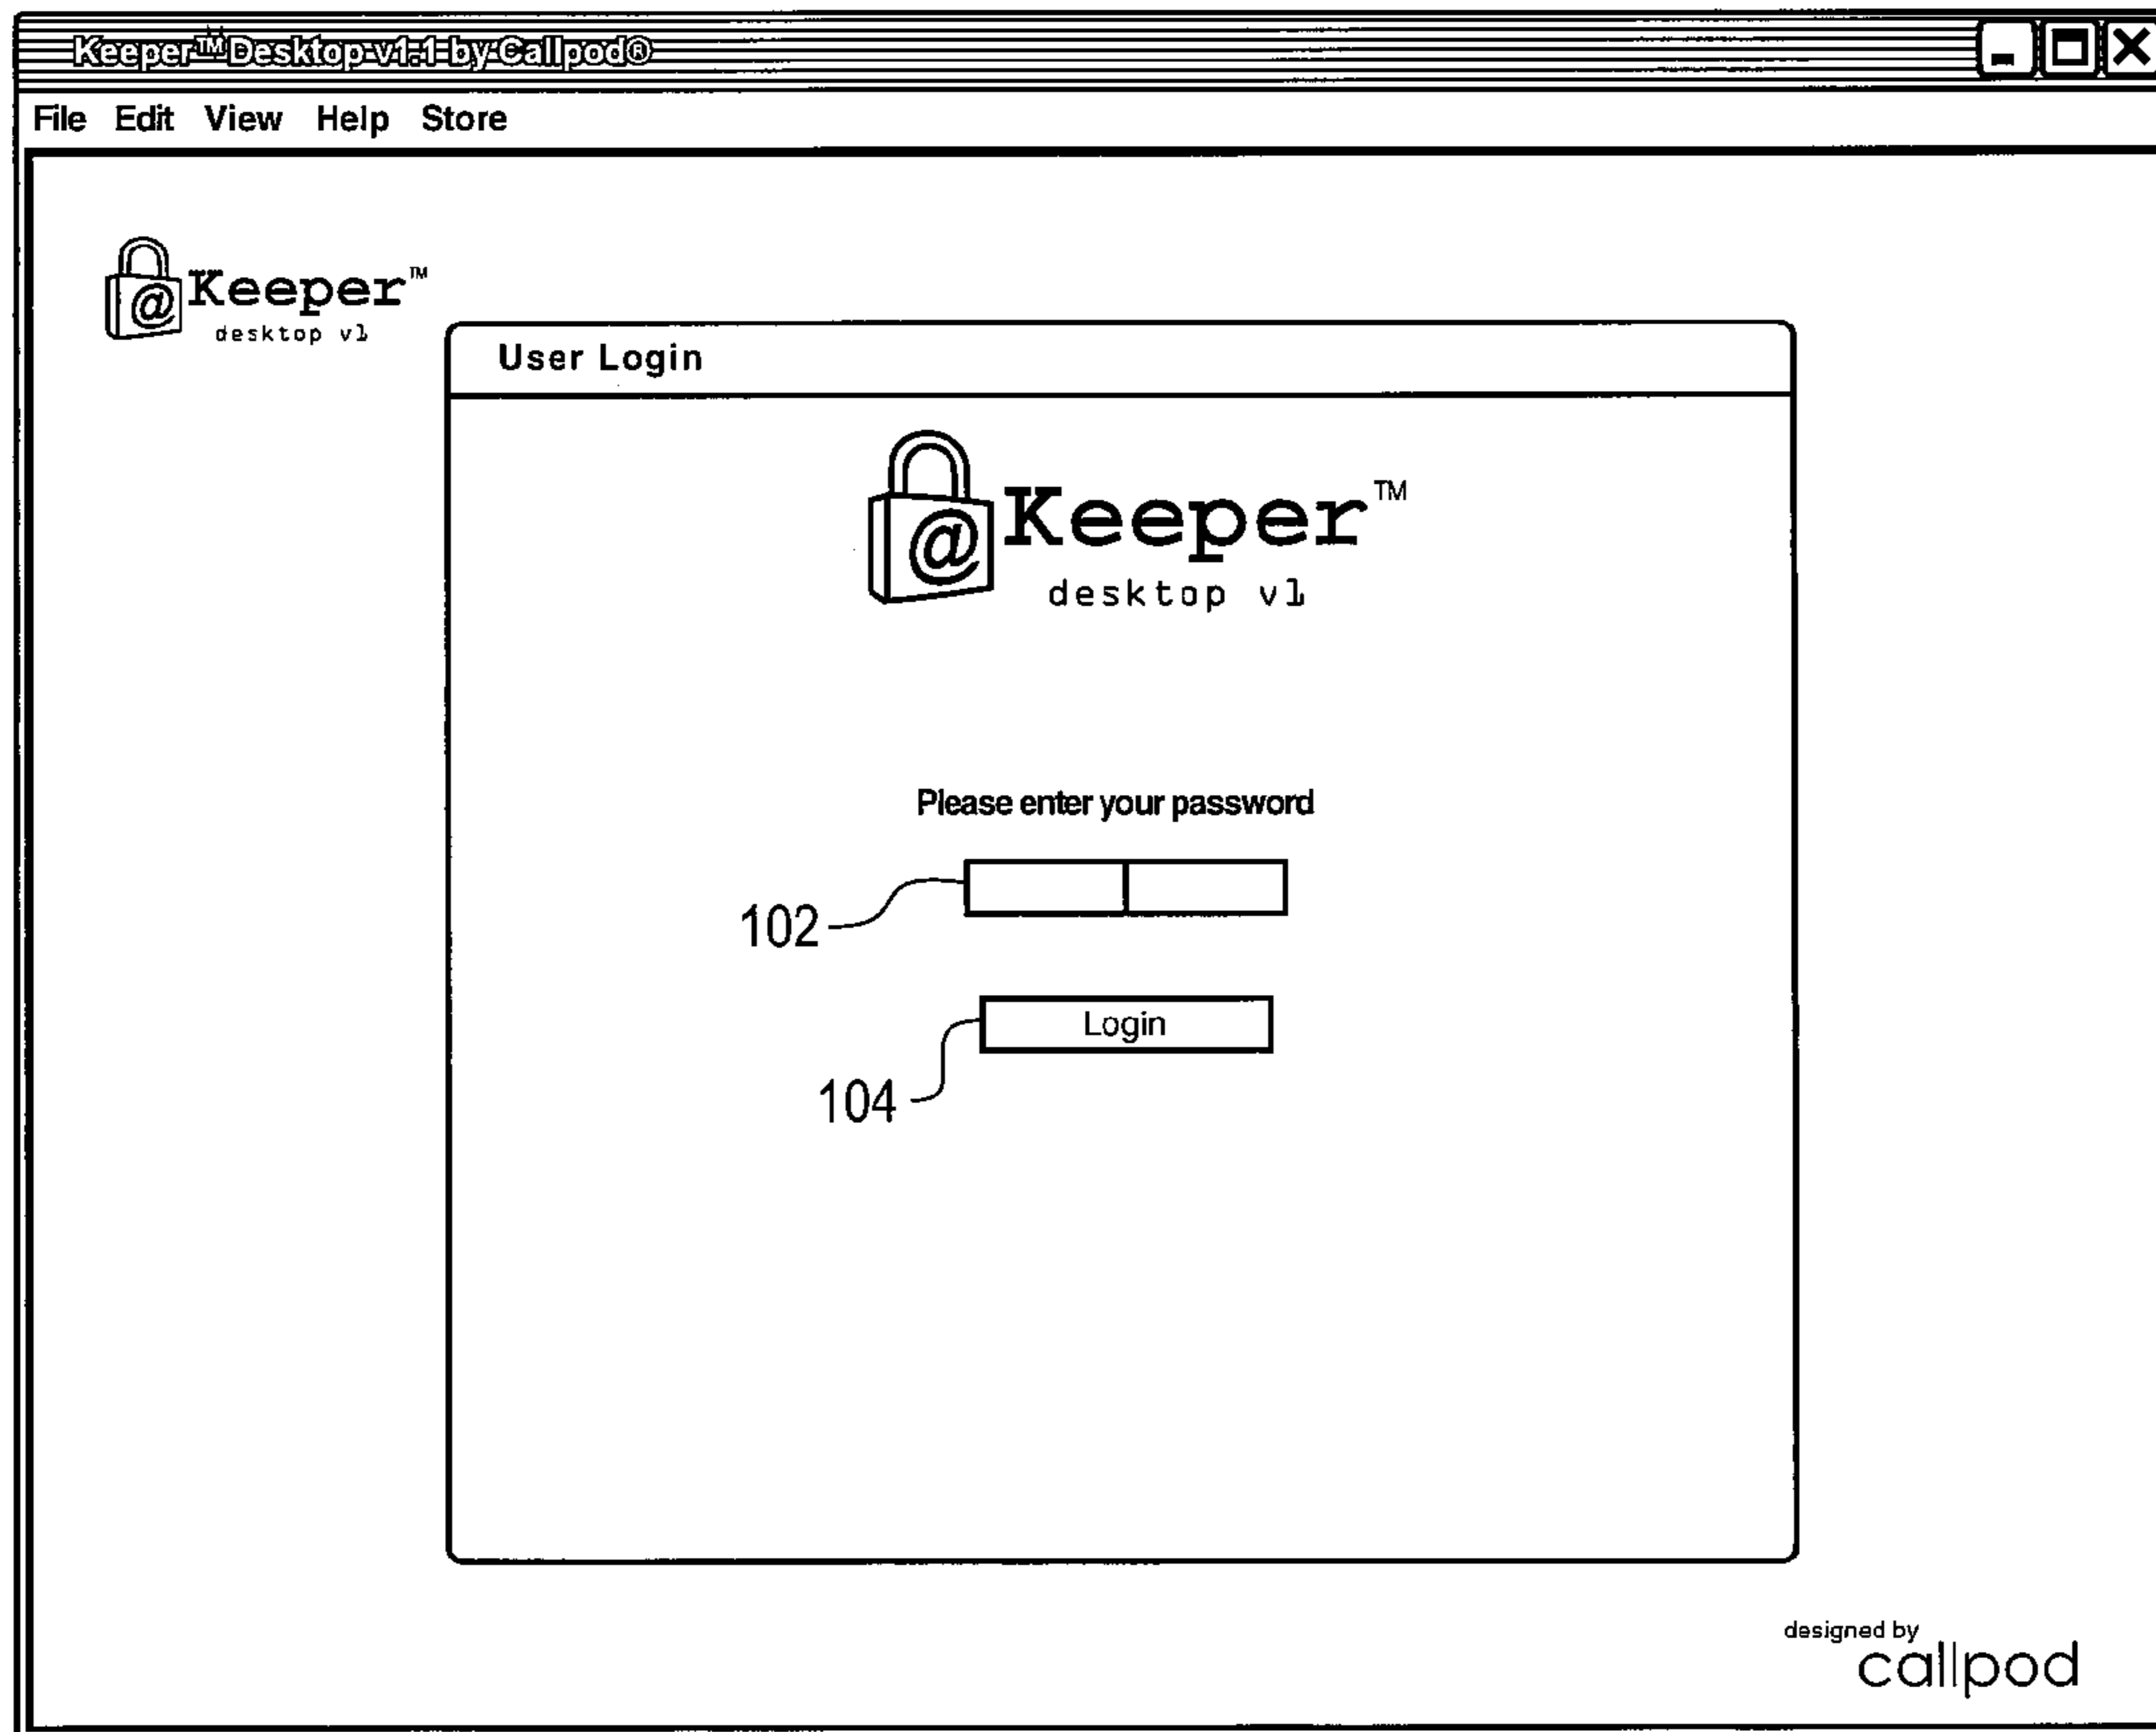 Keeper™ Desktop v1.1 by Callpod®
File Edit View Help Store
@ Keeper™
desktop v1
User Login
@ Keeper™
desktop v1
Please enter your password
102
Login
104
designed by
callpod